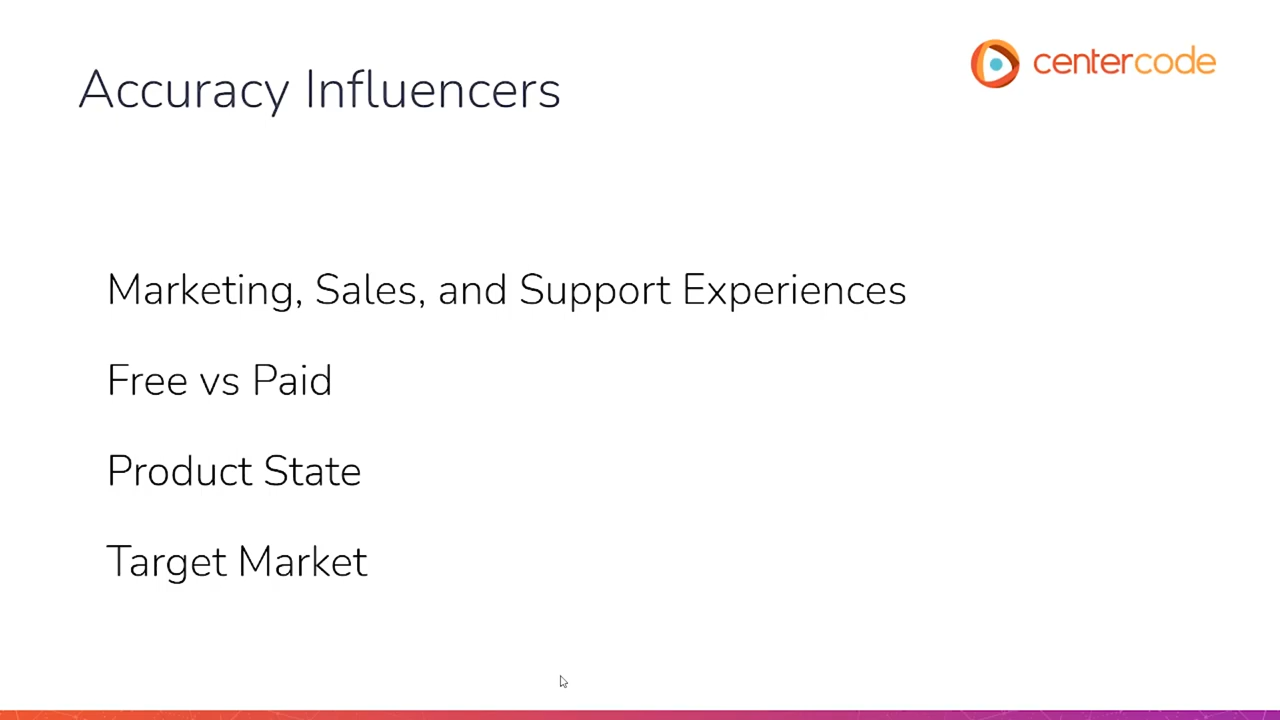 Accuracy Influencers
centercode
Marketing, Sales, and Support Experiences
Free vs Paid
Product State
Target Market